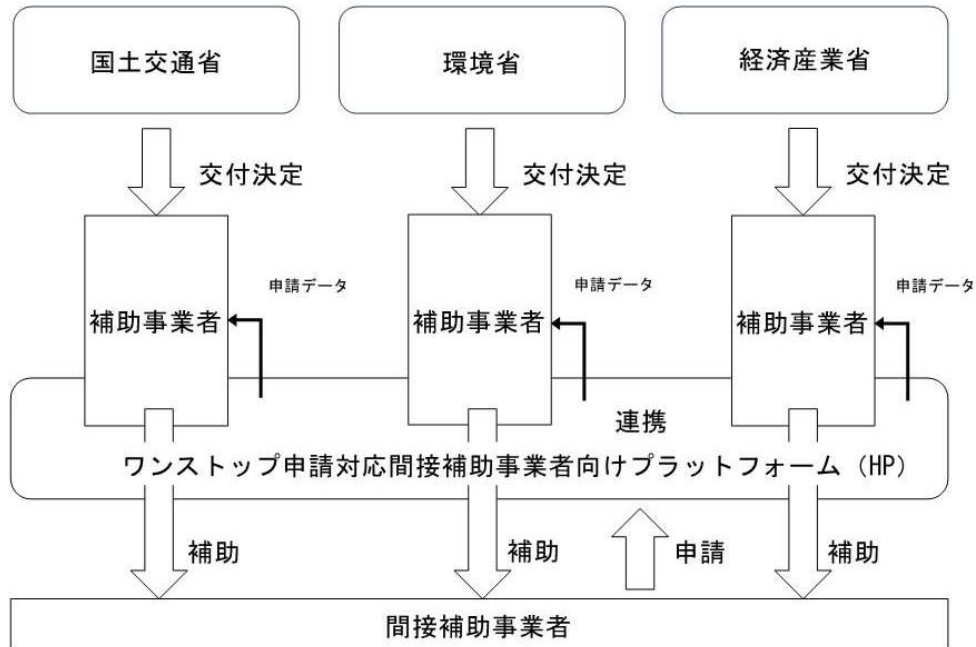 国土交通省
環境省
経済産業省
交付決定
交付決定
交付決定
申請データ
申請データ
申請データ
補助事業者
補助事業者
補助事業者
連携
ワンストップ申請対応間接補助事業者向けプラットフォーム（HP）
補助
補助
申請
補助
間接補助事業者